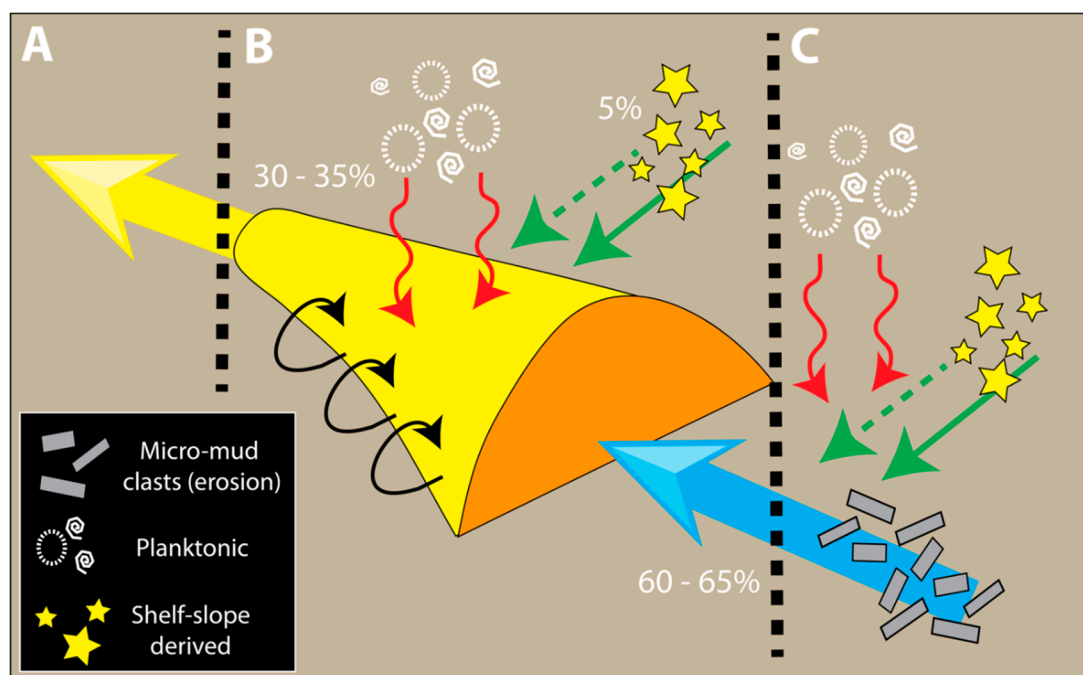 A
B
C
5%
30 - 35%
60 - 65%
Micro-mud
clasts (erosion)
Planktonic
Shelf-slope
derived